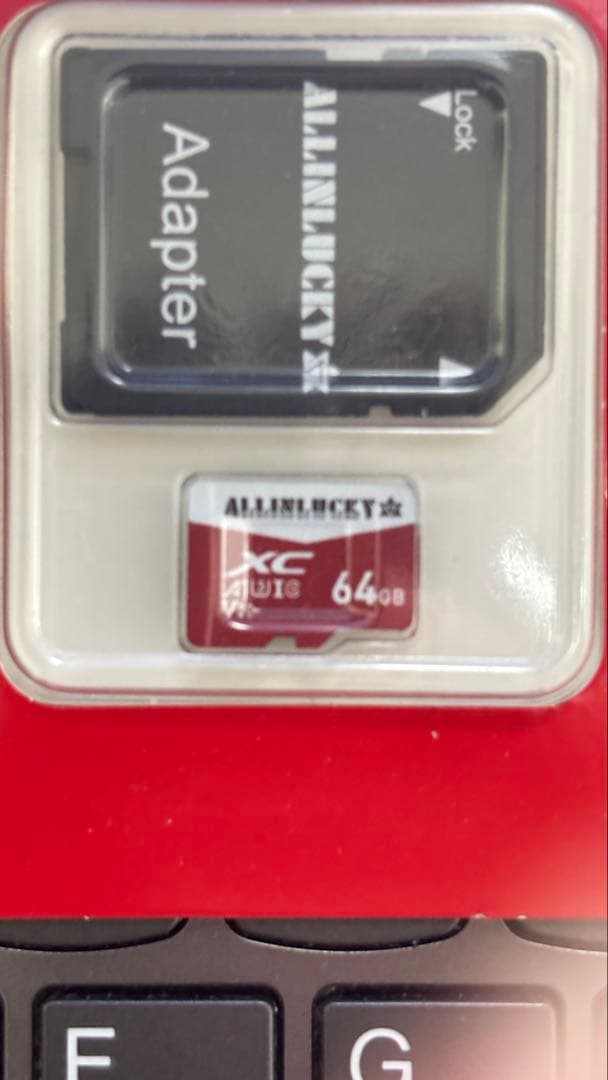 Lock
ALLINLUCKY
Adapter
ALLINLUCKY
XC
64GB
F
G